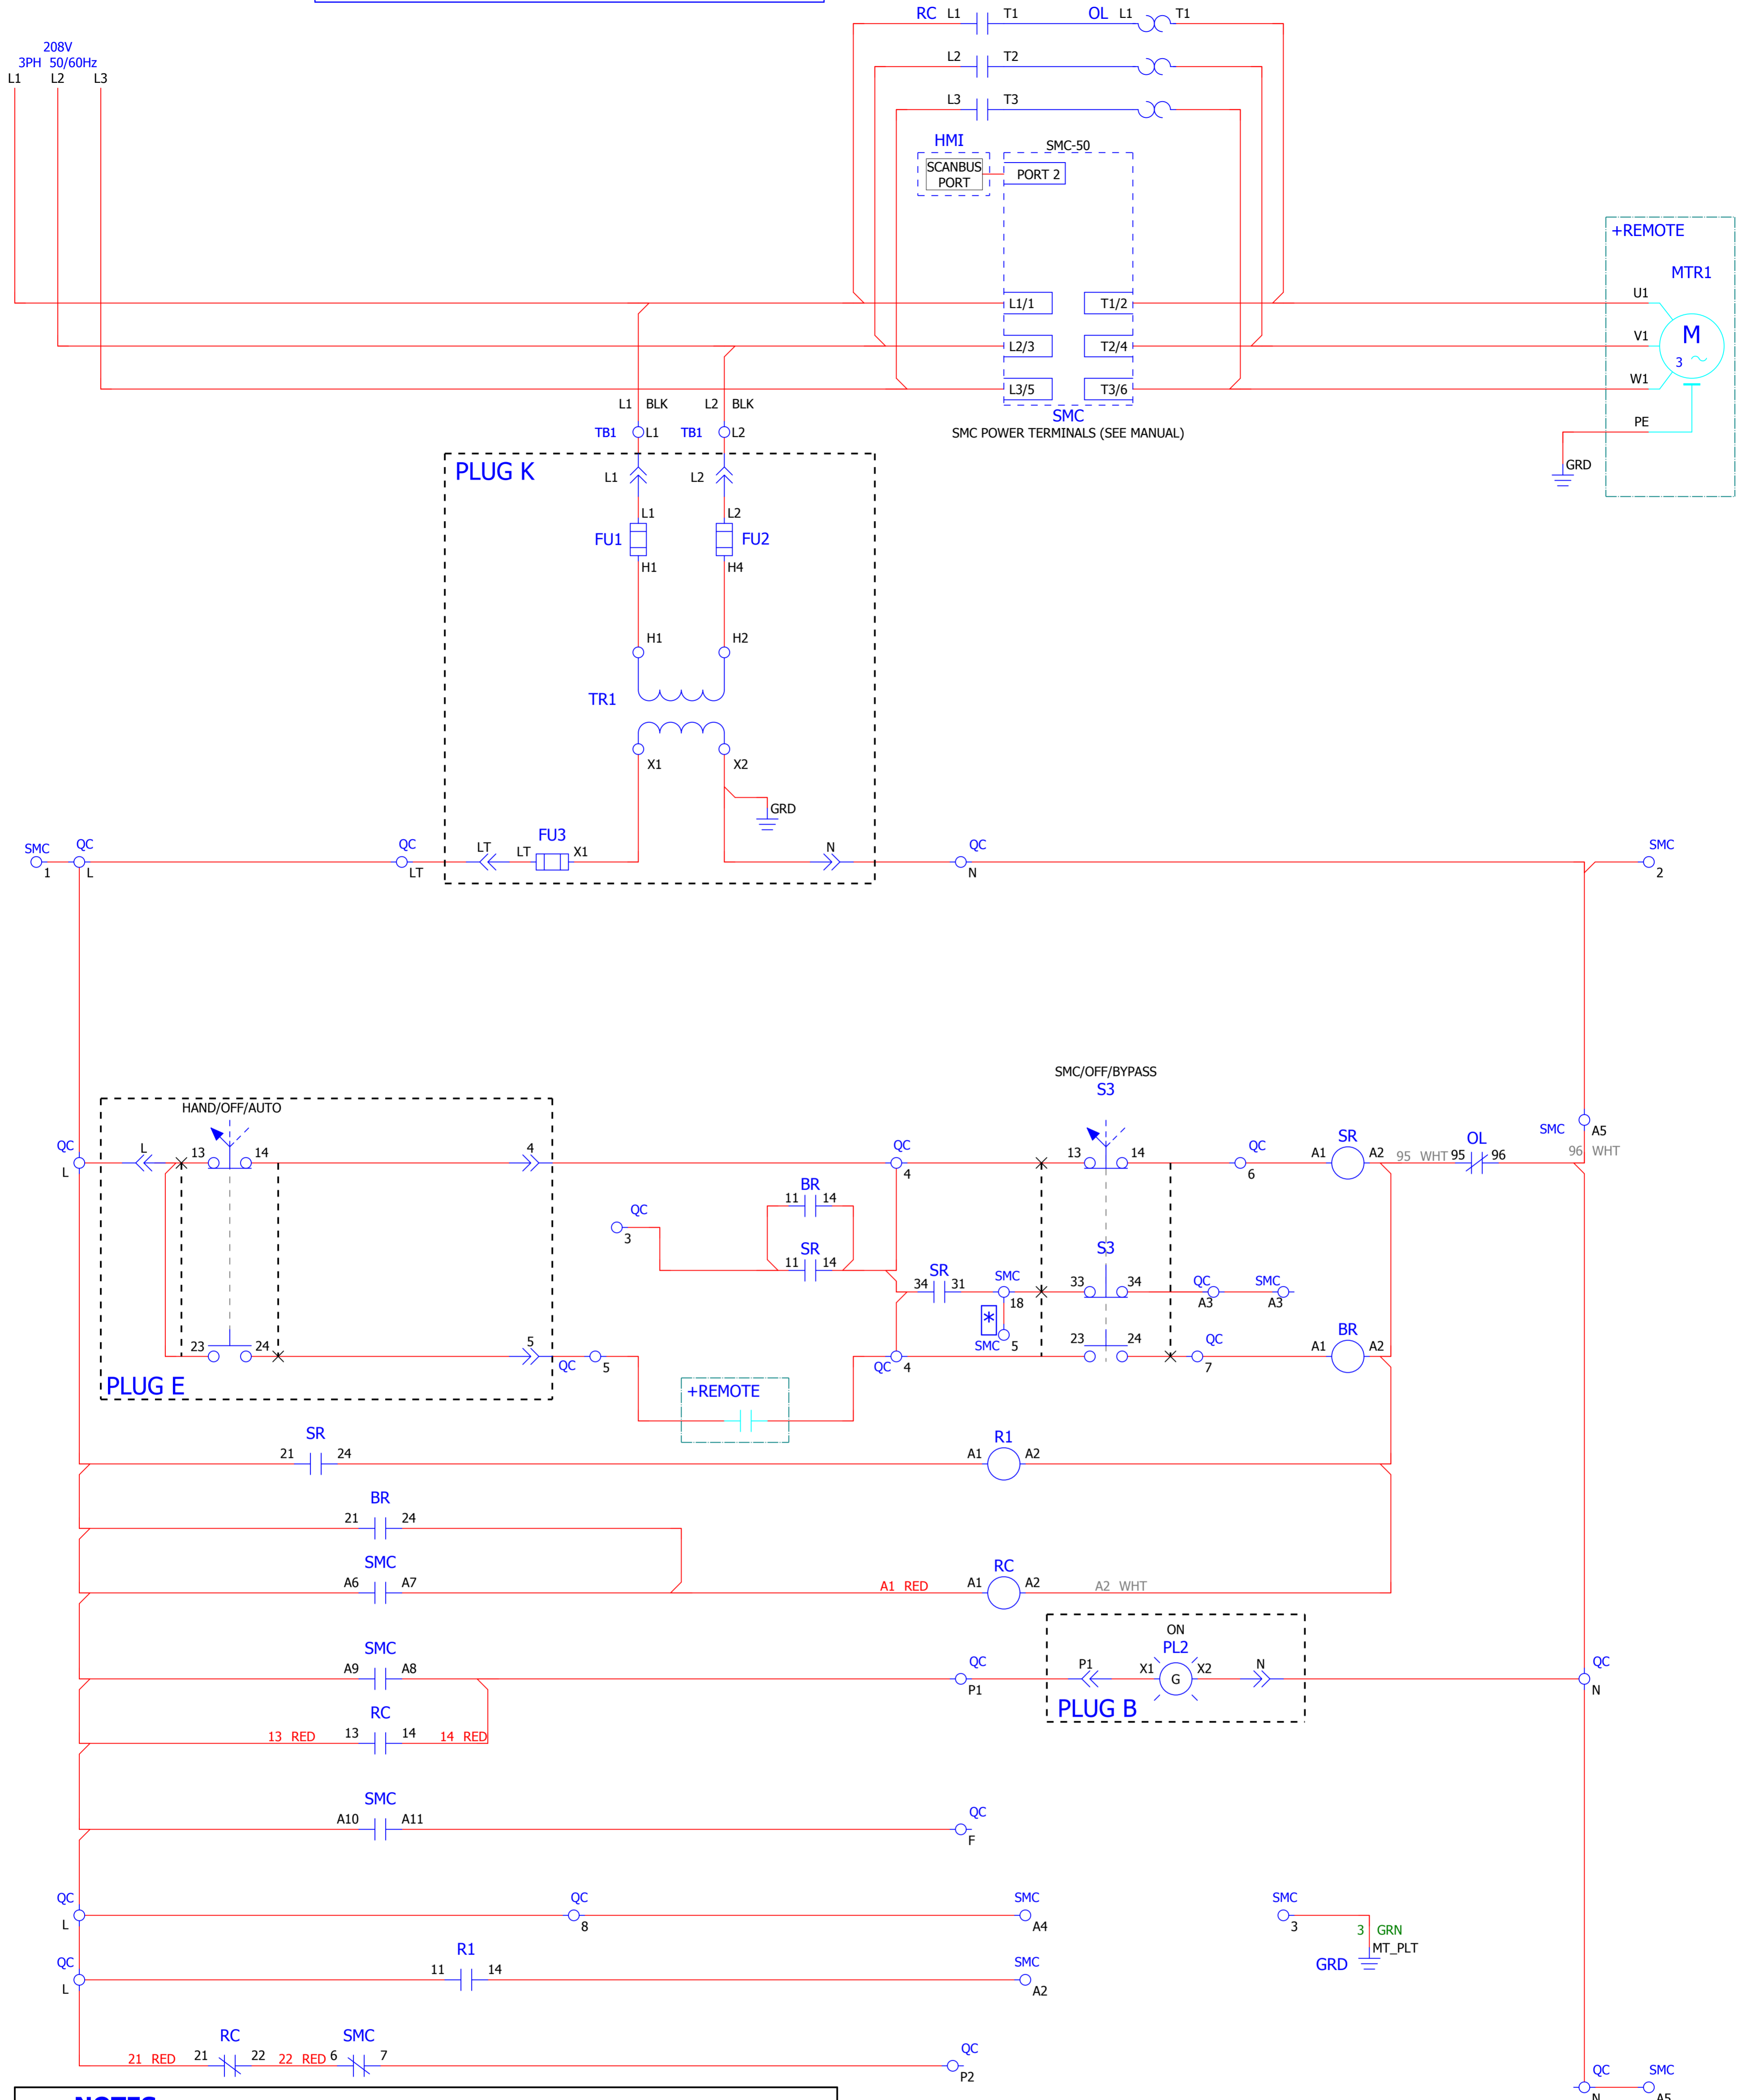 RC L1 T1 OL L1 T1
208V
3PH 50/60Hz
L1 L2 L3
L2 T2
L3 T3
HMI
SMC-50
SCANBUS
PORT
PORT 2
+REMOTE
MTR1
L1/1 T1/2 U1
L2/3 T2/4 V1 M
3
L3/5 T3/6 W1
L1 BLK L2 BLK
SMC
PE
TB1 L1 TB1 L2
SMC POWER TERMINALS (SEE MANUAL)
GRD
PLUG K
L1 L2
L1 L2
FU1 FU2
H1 H4
H1 H2
TR1
X1 X2
GRD
SMC QC QC FU3 QC SMC
LT LT X1 N
1 L LT N 2
SMC/OFF/BYPASS
S3
HAND/OFF/AUTO
QC L 13 14 4 QC 13 14 QC SR OL SMC A5
A1 A2 95 WHT 95 96 96 WHT
L 4 6
BR
11 14
QC
3
SR
11 14
S3
SR
34 31 SMC 33 34 QC SMC
18 A3 A3
*
SMC 5
23 24 5 23 24 QC BR
A1 A2
QC 5 QC 4 7
PLUG E
+REMOTE
SR R1
21 24 A1 A2
BR
21 24
SMC RC
A6 A7 A1 RED A1 A2 A2 WHT
ON
SMC PL2
A9 A8 QC P1 X1 G X2 N QC
P1 N
PLUG B
RC
13 RED 13 14 14 RED
SMC
A10 A11 QC
F
QC QC SMC SMC
L 8 A4 3
3 GRN
MT_PLT
GRD
QC R1 SMC
11 14
L A2
RC SMC
21 RED 21 22 22 RED 6 7 QC
P2
QC SMC
N A5
NOTES